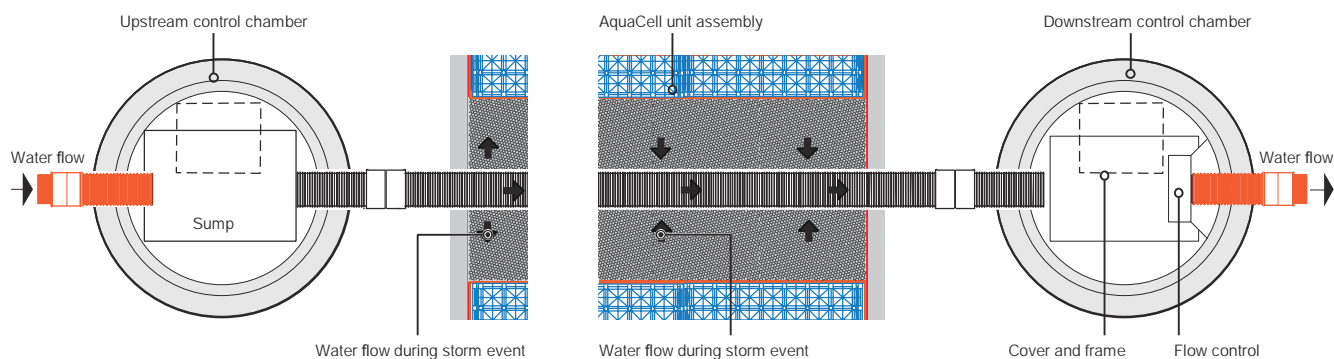 Upstream control chamber
AquaCell unit assembly
Downstream control chamber
Water flow
Water flow
Sump
Water flow during storm event
Water flow during storm event
Cover and frame
Flow control